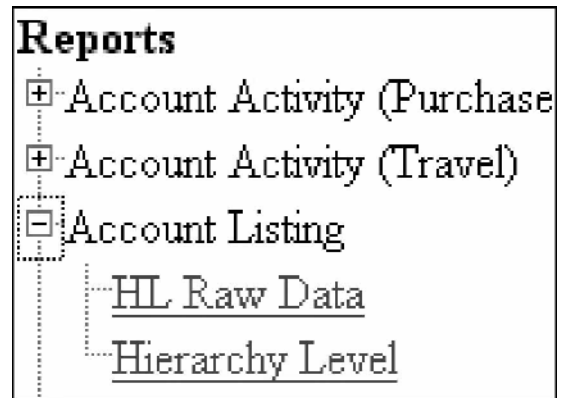 Reports
Account Activity (Purchase
Account Activity (Travel)
Account Listing
HL Raw Data
Hierarchy Level